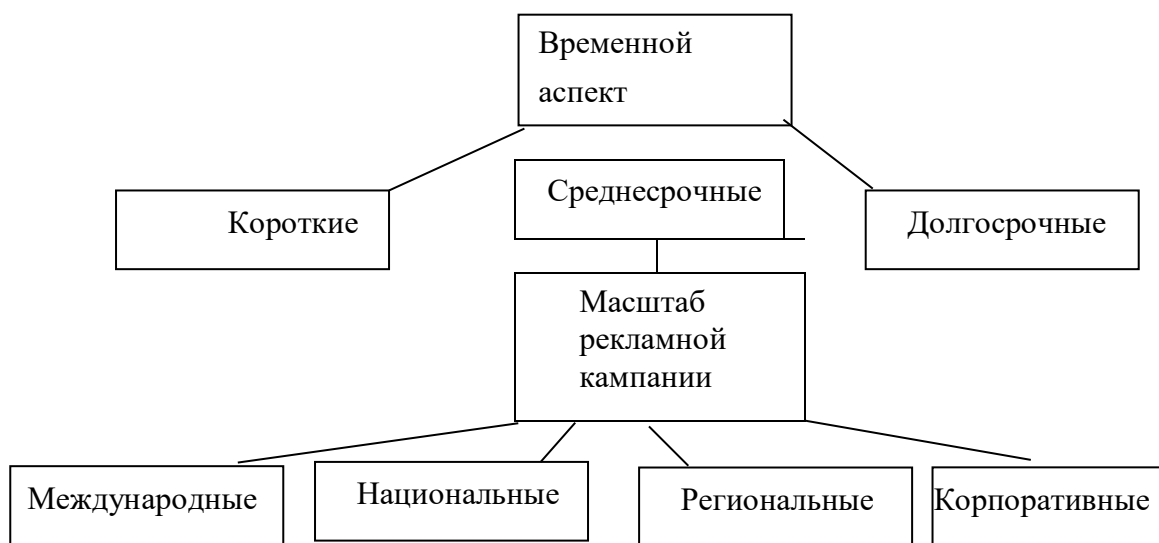 Временной
аспект
Среднесрочные
Короткие
Долгосрочные
Масштаб
рекламной
кампании
Международные
Национальные
Региональные
Корпоративные